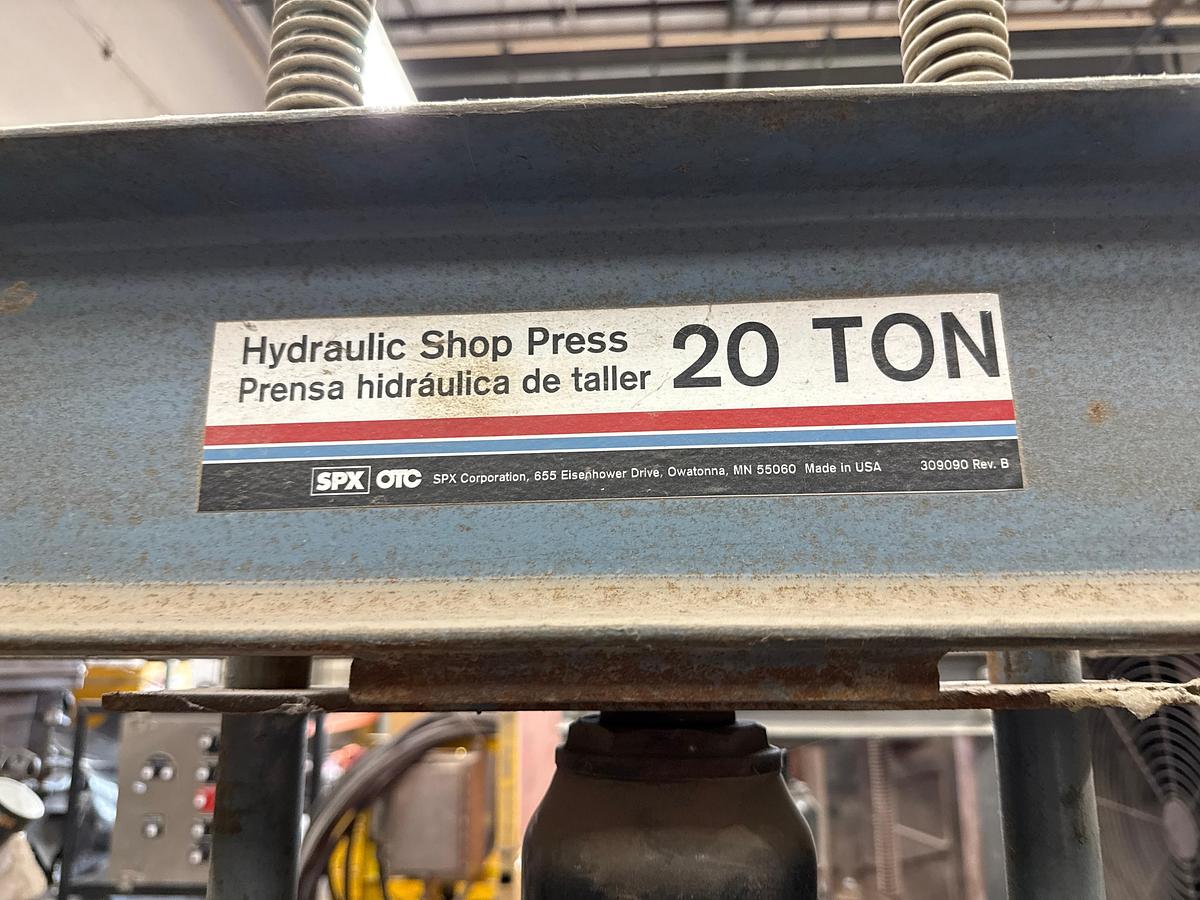 Hydraulic Shop Press
Prensa hidráulica de taller
20 TON
SPX OTC SPX Corporation, 655 Eisenhower Drive, Owatonna, MN 55060 Made in USA 309090 Rev. B